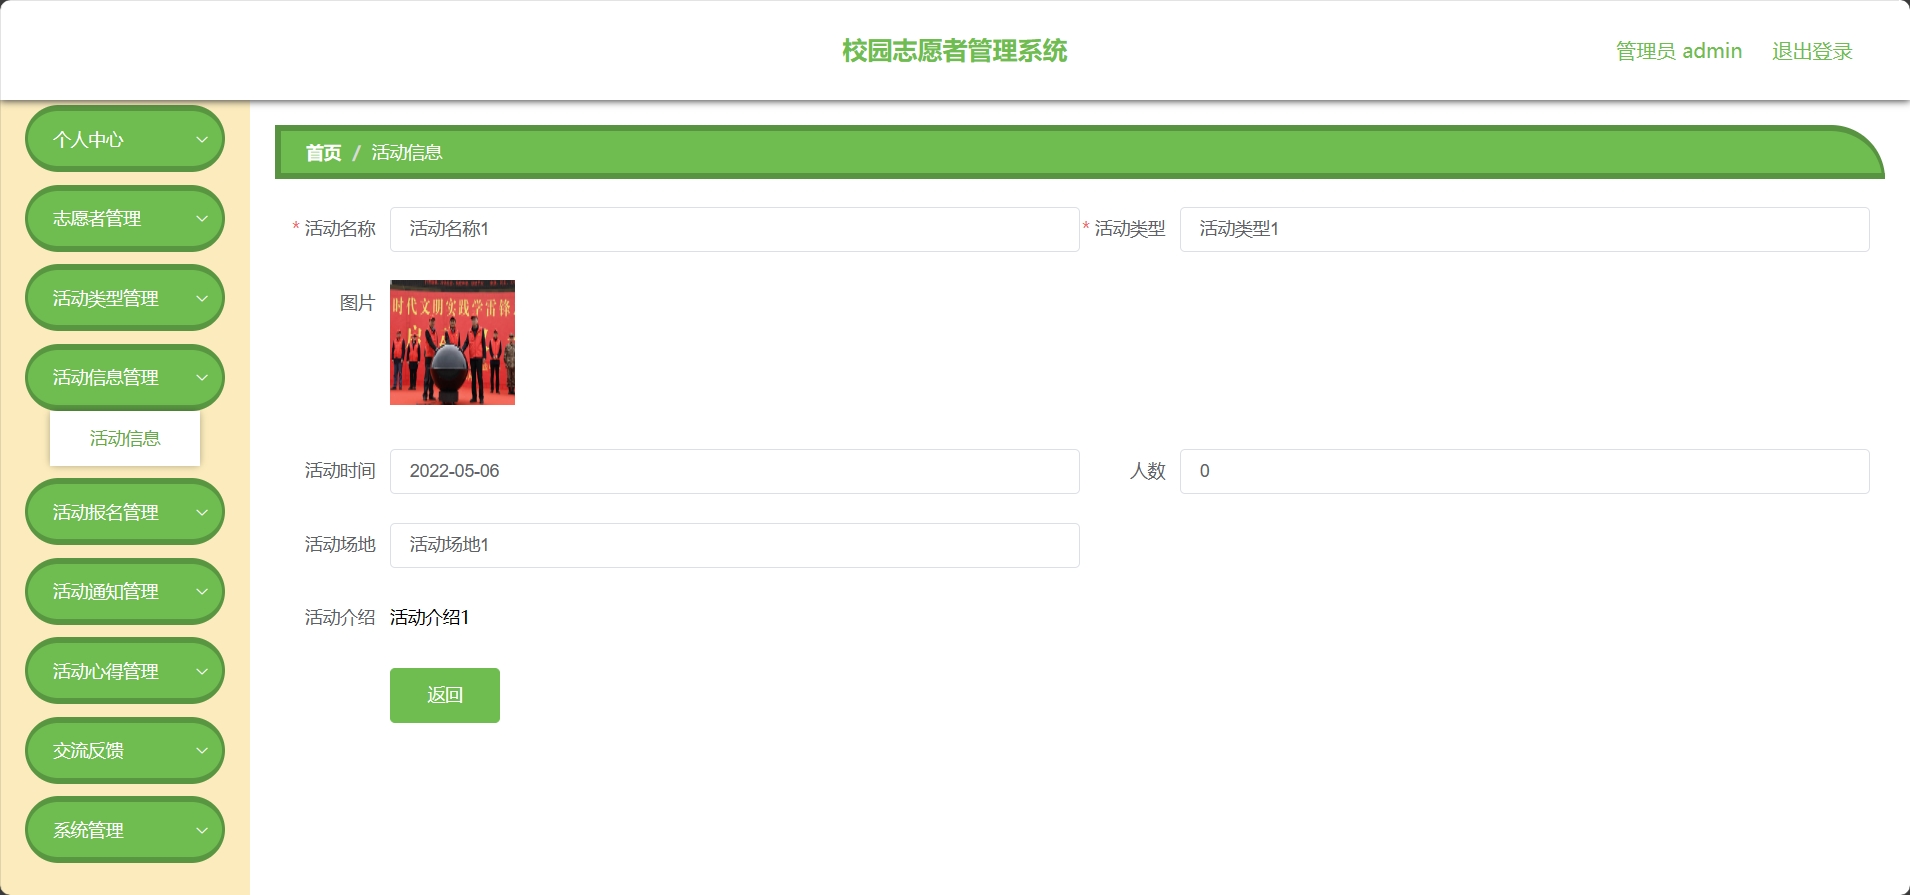 校园志愿者管理系统
管理员 admin
退出登录
个人中心
志愿者管理
活动类型管理
活动信息管理
活动信息
活动报名管理
活动通知管理
活动心得管理
交流反馈
系统管理
首页 / 活动信息
* 活动名称 活动名称1
* 活动类型 活动类型1
图片
时代文明实践学雷锋
活动时间 2022-05-06
人数 0
活动场地 活动场地1
活动介绍 活动介绍1
返回